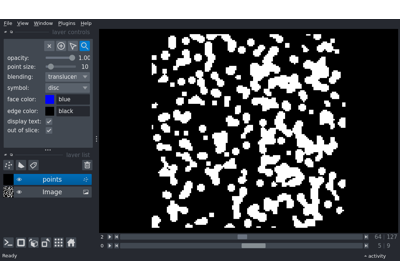 File View Window Plugins Help
layer controls
opacity: 1.00
point size: 10
blending: translucen
symbol: disc
face color: blue
edge color: black
display text:
out of slice:
layer list
points
Image
2 64 127
0 5 9
Ready activity